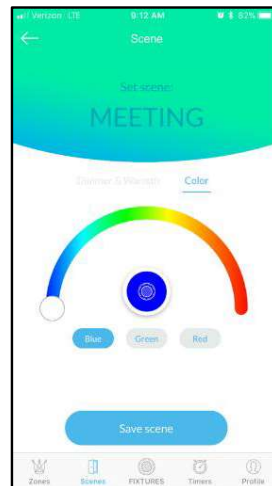 Verizon LTE 9:12 AM 82%
Scene
Set scene:
MEETING
Dimmer & Warmth Color
Blue Green Red
Save scene
Zones Scenes FIXTURES Timers Profile